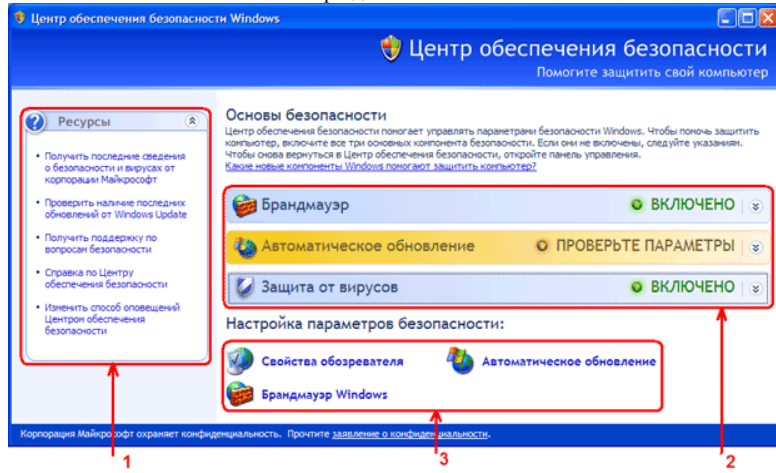 Центр обеспечения безопасности Windows
Центр обеспечения безопасности
Помогите защитить свой компьютер
Ресурсы
Получить последние сведения
о безопасности и вирусах от
корпорации Майкрософт
Проверить наличие последних
обновлений от Windows Update
Получить поддержку по
вопросам безопасности
Справка по Центру
обеспечения безопасности
Изменить способ оповещений
Центром обеспечения
безопасности
Основы безопасности
Центр обеспечения безопасности помогает управлять параметрами безопасности Windows. Чтобы помочь защитить
компьютер, включите все три основных компонента безопасности. Если они не включены, следуйте указаниям.
Чтобы снова вернуться в Центр обеспечения безопасности, откройте панель управления.
Какие новые компоненты Windows помогают защитить компьютер?
Брандмауэр ВКЛЮЧЕНО
Автоматическое обновление ПРОВЕРЬТЕ ПАРАМЕТРЫ
Защита от вирусов ВКЛЮЧЕНО
Настройка параметров безопасности:
Свойства обозревателя Автоматическое обновление
Брандмауэр Windows
Корпорация Майкрософт охраняет конфиденциальность. Прочтите заявление о конфиденциальности.
1 3 2